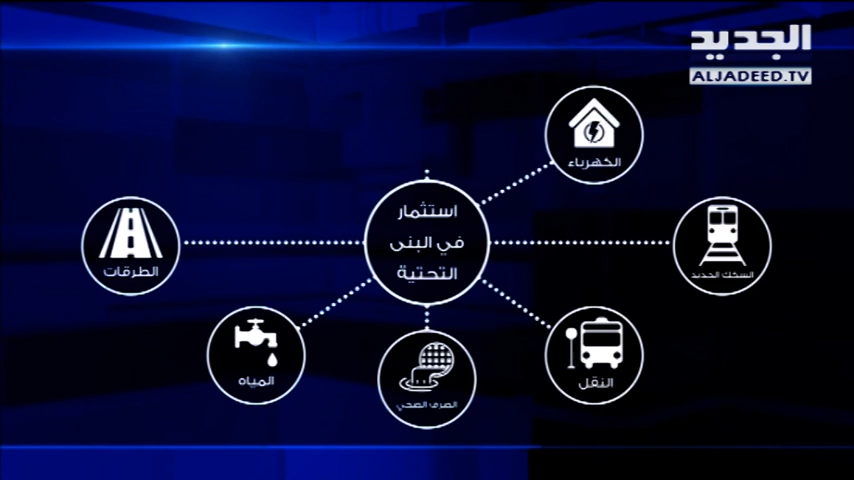 الجديد
ALJADEED.TV
الكهرباء
استثمار
في البنى
التحتية
الطرقات
السكك الحديد
المياه
الصرف الصحي
النقل